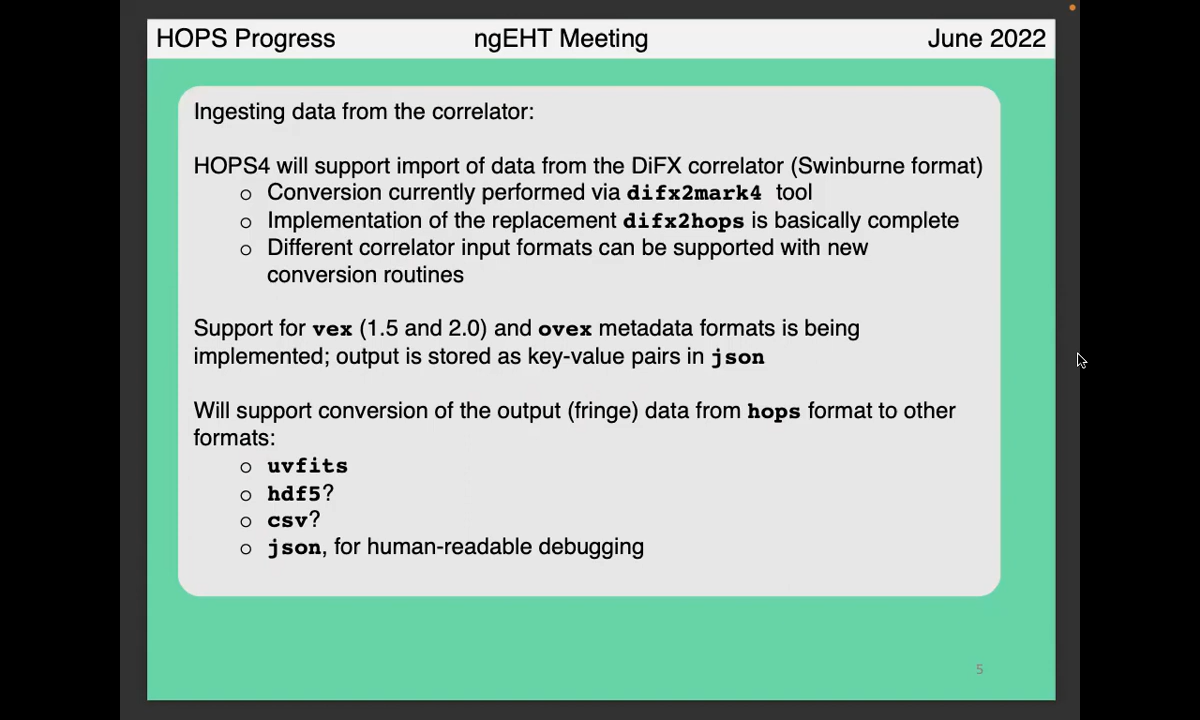 HOPS Progress ngEHT Meeting June 2022
Ingesting data from the correlator:
HOPS4 will support import of data from the DiFX correlator (Swinburne format)
○ Conversion currently performed via difx2mark4 tool
○ Implementation of the replacement difx2hops is basically complete
○ Different correlator input formats can be supported with new
conversion routines
Support for vex (1.5 and 2.0) and ovex metadata formats is being
implemented; output is stored as key-value pairs in json
Will support conversion of the output (fringe) data from hops format to other
formats:
○ uvfits
○ hdf5?
○ csv?
○ json, for human-readable debugging
5